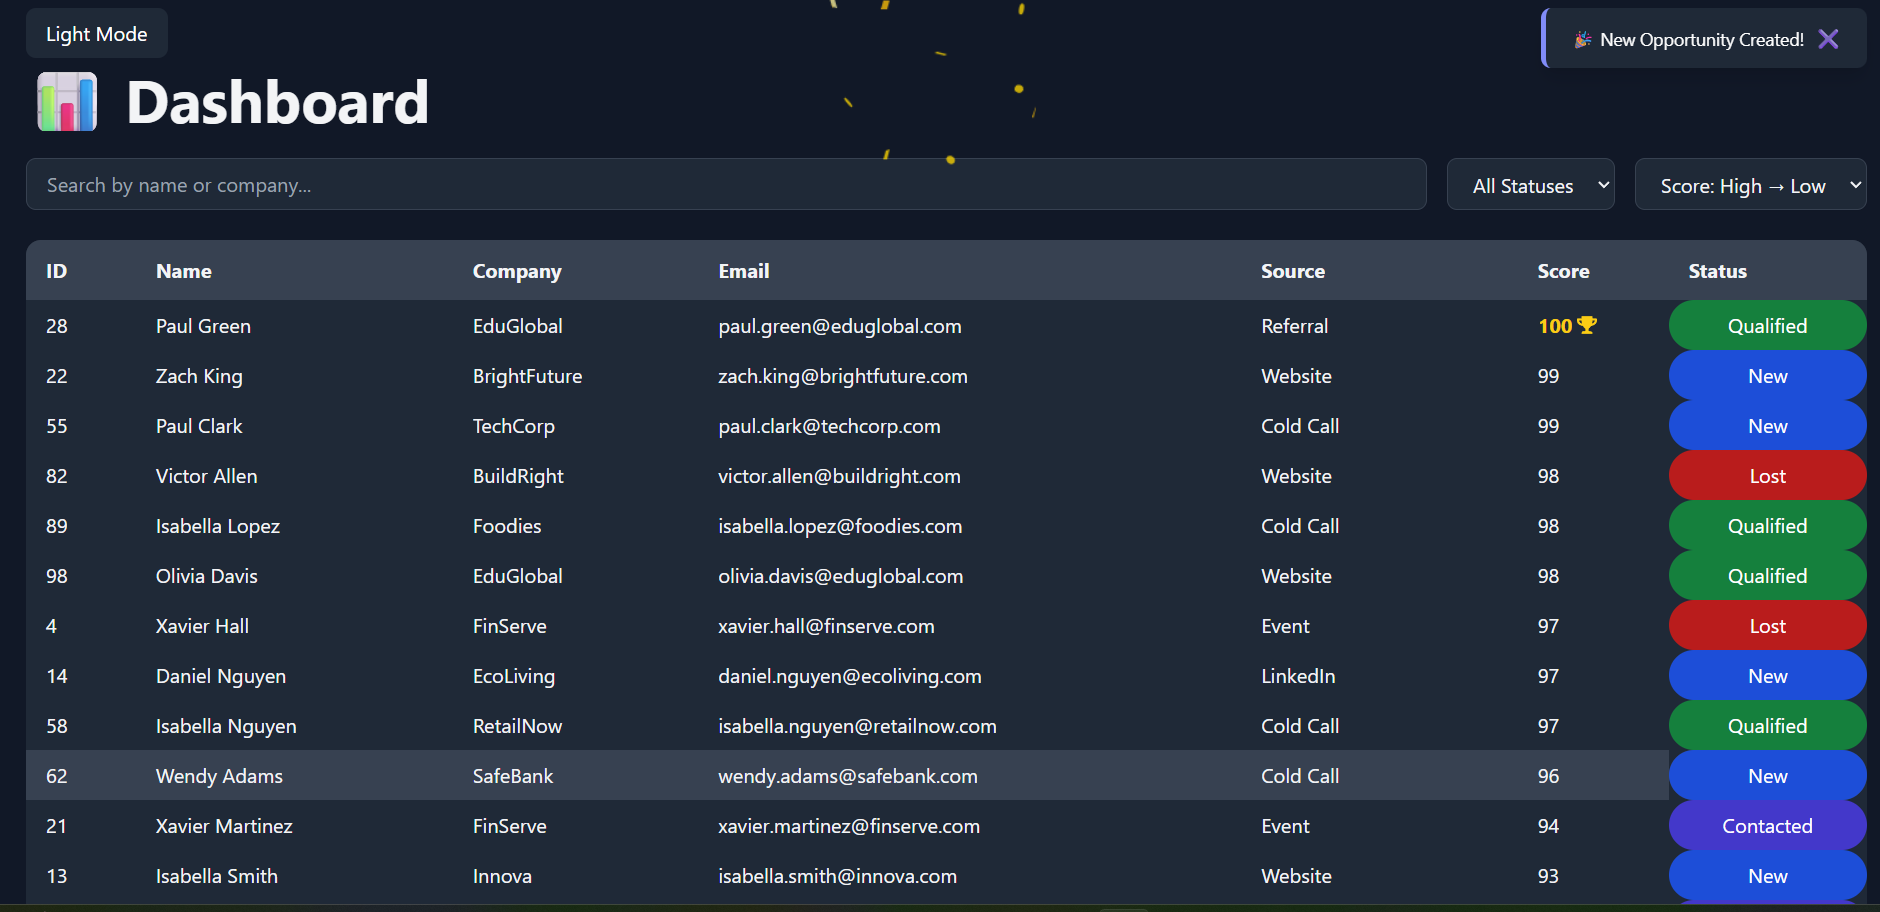 Light Mode
🎉 New Opportunity Created! ❌
Dashboard
Search by name or company...
All Statuses
Score: High → Low
ID Name Company Email Source Score Status
28 Paul Green EduGlobal paul.green@eduglobal.com Referral 100 🏆 Qualified
22 Zach King BrightFuture zach.king@brightfuture.com Website 99 New
55 Paul Clark TechCorp paul.clark@techcorp.com Cold Call 99 New
82 Victor Allen BuildRight victor.allen@buildright.com Website 98 Lost
89 Isabella Lopez Foodies isabella.lopez@foodies.com Cold Call 98 Qualified
98 Olivia Davis EduGlobal olivia.davis@eduglobal.com Website 98 Qualified
4 Xavier Hall FinServe xavier.hall@finserve.com Event 97 Lost
14 Daniel Nguyen EcoLiving daniel.nguyen@ecoliving.com LinkedIn 97 New
58 Isabella Nguyen RetailNow isabella.nguyen@retailnow.com Cold Call 97 Qualified
62 Wendy Adams SafeBank wendy.adams@safebank.com Cold Call 96 New
21 Xavier Martinez FinServe xavier.martinez@finserve.com Event 94 Contacted
13 Isabella Smith Innova isabella.smith@innova.com Website 93 New